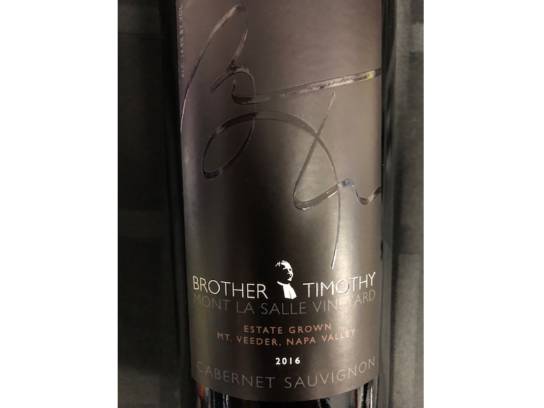 BROTHER TIMOTHY
MONT LA SALLE VINEYARD
ESTATE GROWN
MT. VEEDER, NAPA VALLEY
2016
CABERNET SAUVIGNON